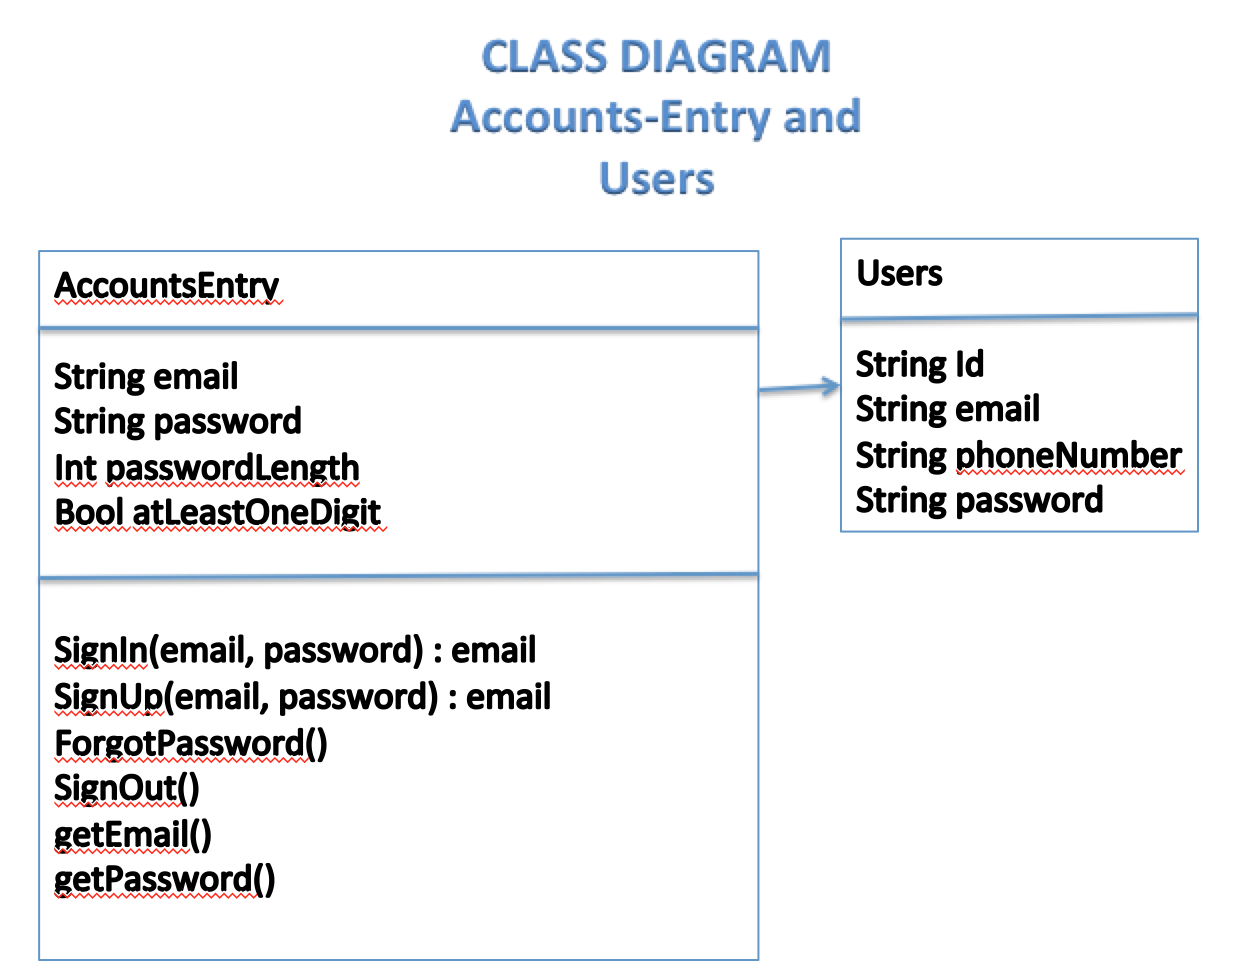 CLASS DIAGRAM
Accounts-Entry and
Users
AccountsEntry
String email
String password
Int passwordLength
Bool atLeastOneDigit
SignIn(email, password) : email
SignUp(email, password) : email
ForgotPassword()
SignOut()
getEmail()
getPassword()
Users
String Id
String email
String phoneNumber
String password